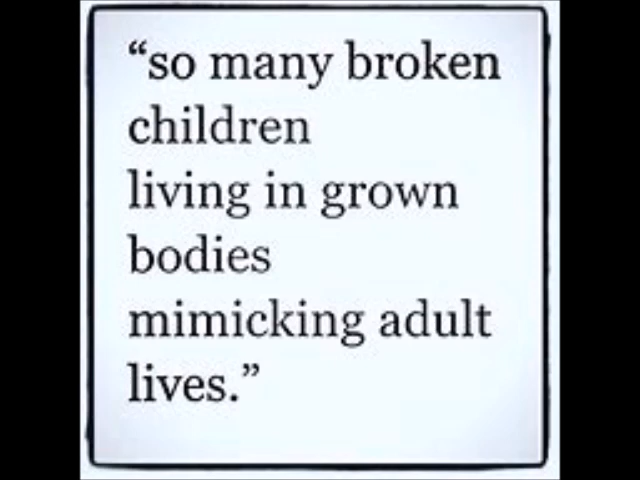 “so many broken
children
living in grown
bodies
mimicking adult
lives.”